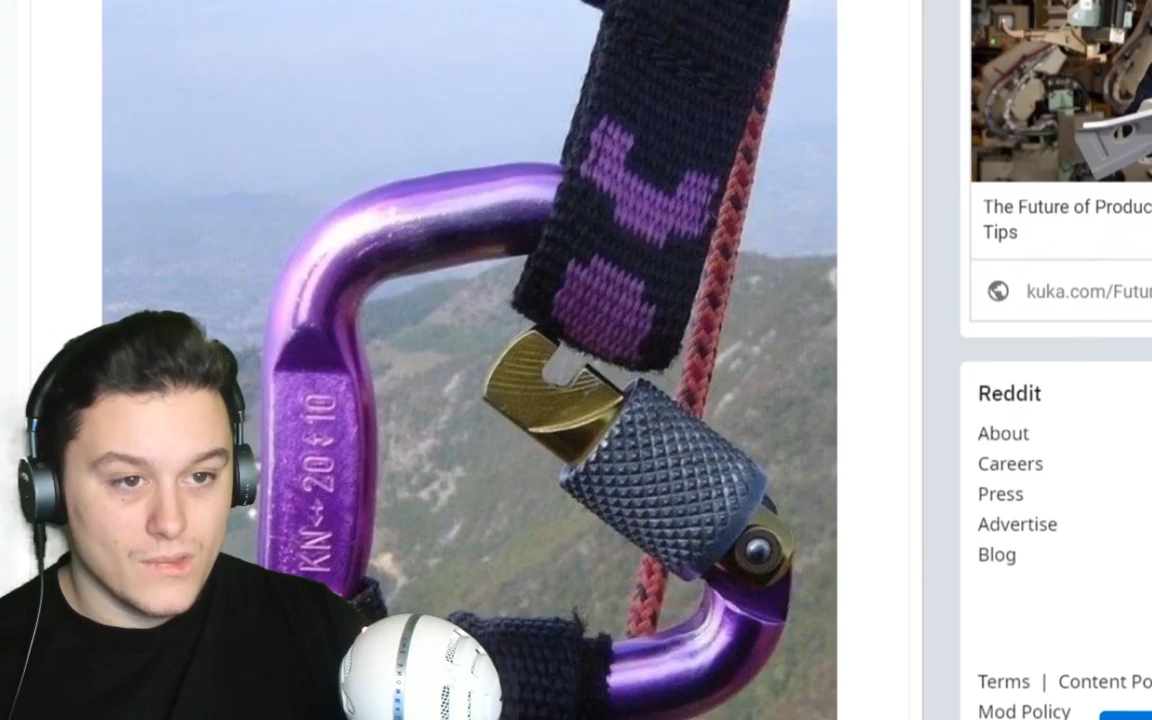 KN↔20↕10
The Future of Produc
Tips
kuka.com/Futur
Reddit
About
Careers
Press
Advertise
Blog
Terms | Content Po
Mod Policy